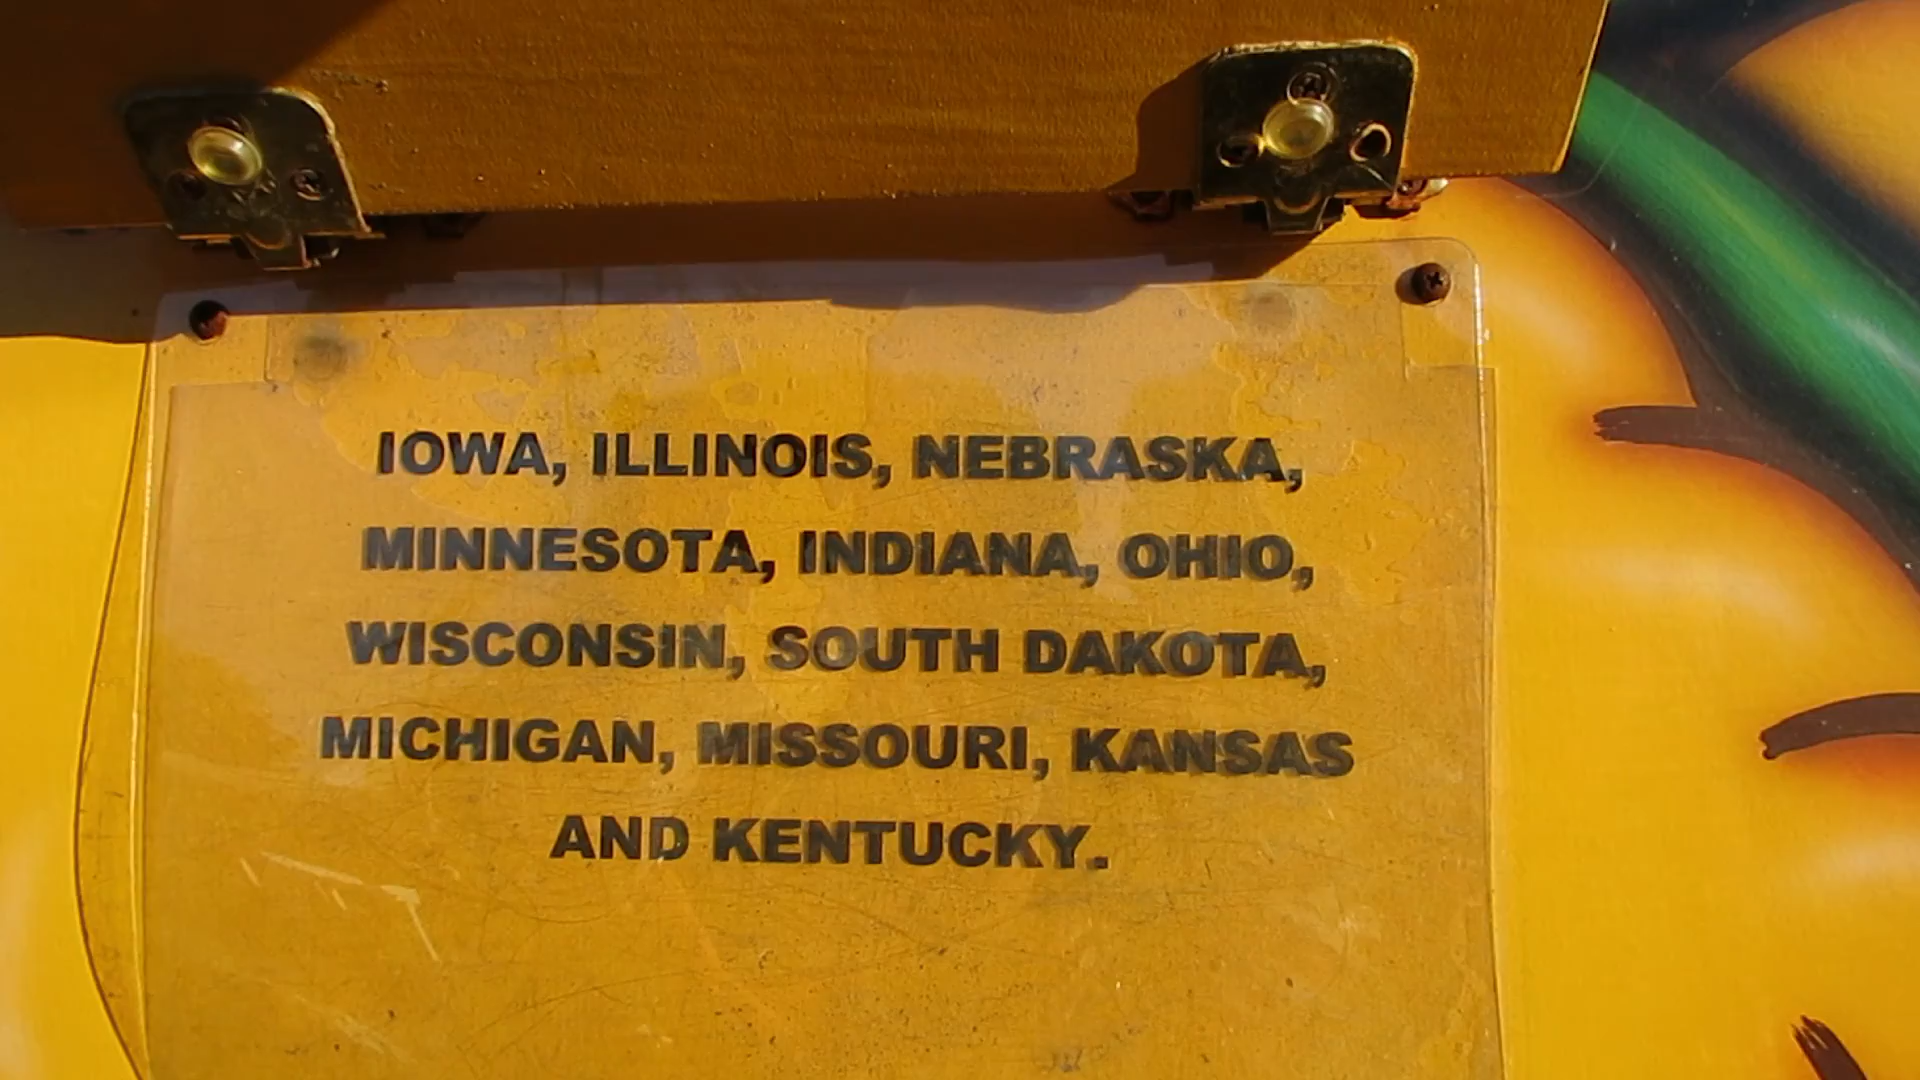 IOWA, ILLINOIS, NEBRASKA,
MINNESOTA, INDIANA, OHIO,
WISCONSIN, SOUTH DAKOTA,
MICHIGAN, MISSOURI, KANSAS
AND KENTUCKY.